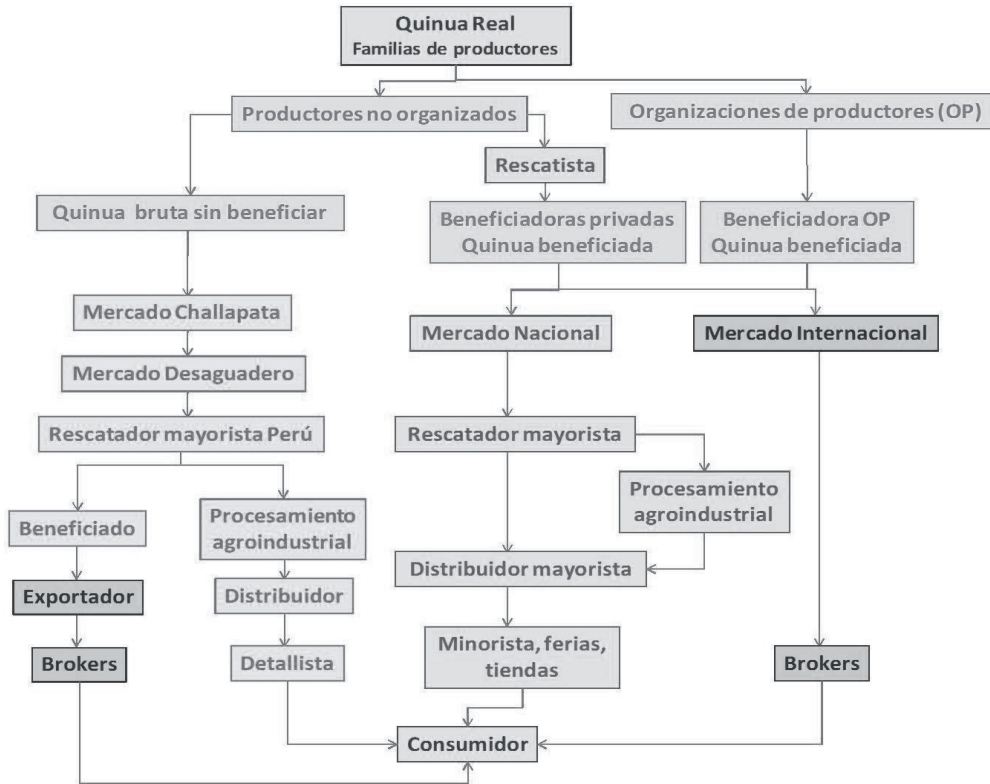 Quinua Real
Familias de productores
Productores no organizados
Organizaciones de productores (OP)
Rescatista
Quinua bruta sin beneficiar
Beneficiadoras privadas
Quinua beneficiada
Beneficiadora OP
Quinua beneficiada
Mercado Challapata
Mercado Nacional
Mercado Internacional
Mercado Desaguadero
Rescatador mayorista Perú
Rescatador mayorista
Beneficiado
Procesamiento
agroindustrial
Procesamiento
agroindustrial
Distribuidor mayorista
Exportador
Distribuidor
Brokers
Detallista
Minorista, ferias,
tiendas
Brokers
Consumidor